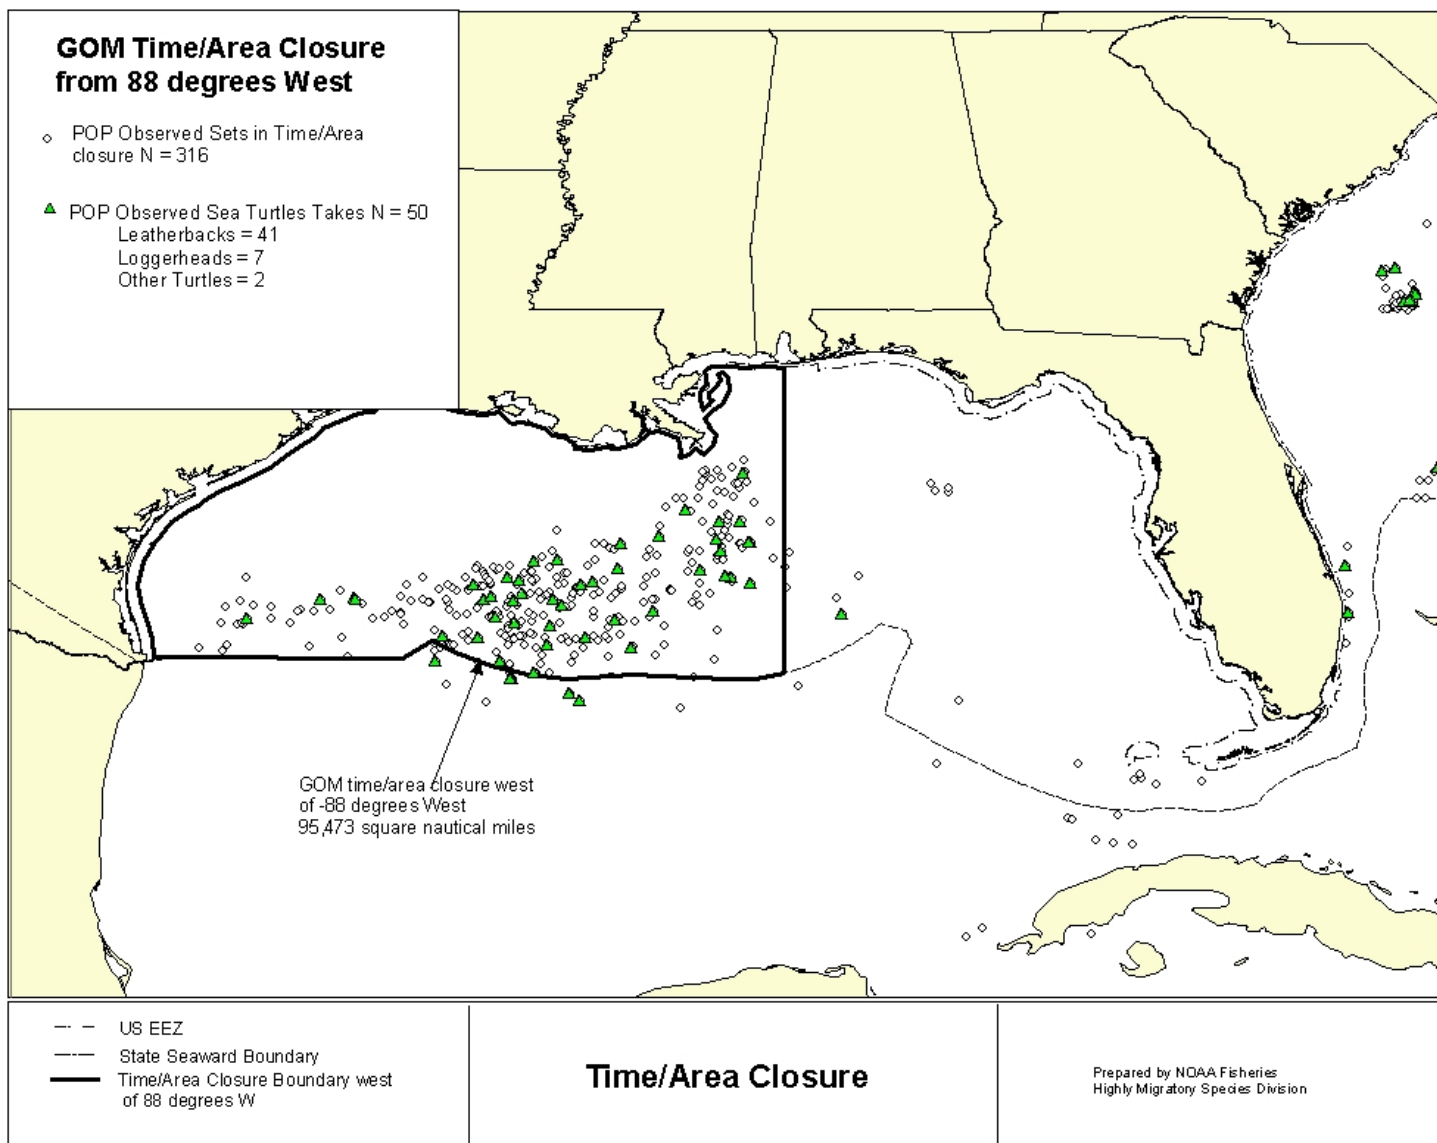 GOM Time/Area Closure
from 88 degrees West
POP Observed Sets in Time/Area
closure N = 316
POP Observed Sea Turtles Takes N = 50
Leatherbacks = 41
Loggerheads = 7
Other Turtles = 2
GOM time/area closure west
of -88 degrees West
95,473 square nautical miles
US EEZ
State Seaward Boundary
Time/Area Closure Boundary west
of 88 degrees W
Time/Area Closure
Prepared by NOAA Fisheries
Highly Migratory Species Division